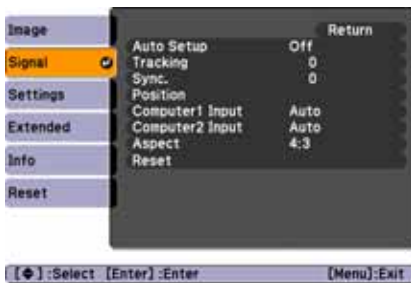 Image
Signal
Settings
Extended
Info
Reset
Return
Auto Setup Off
Tracking 0
Sync. 0
Position
Computer1 Input Auto
Computer2 Input Auto
Aspect 4:3
Reset
[◆] :Select [Enter] :Enter [Menu]:Exit